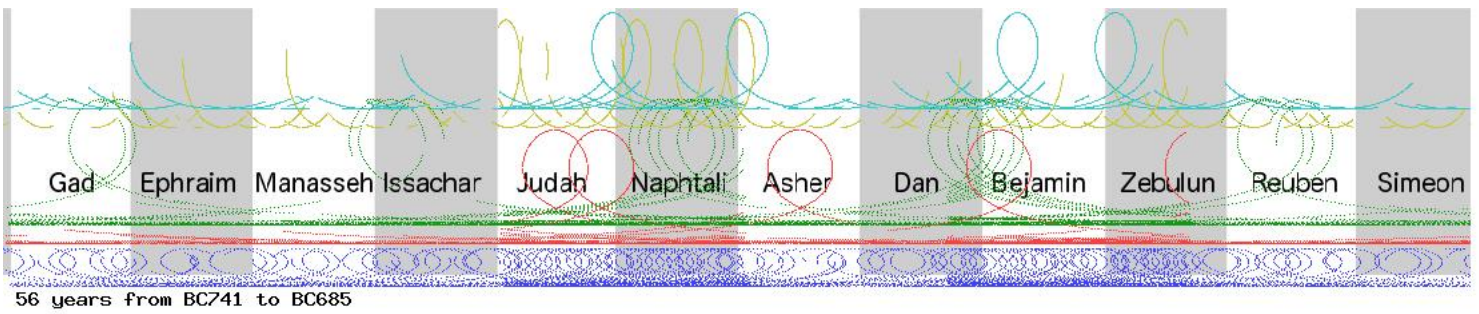 Gad Ephraim Manasseh Issachar Judah Naphtali Asher Dan Bejamin Zebulun Reuben Simeon
56 years from BC741 to BC685